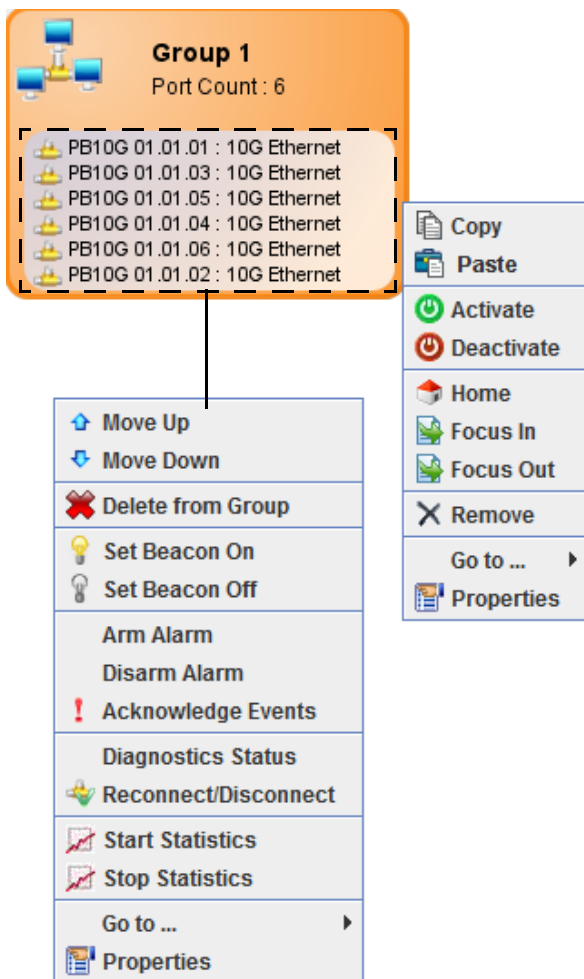 Group 1
Port Count : 6
PB10G 01.01.01 : 10G Ethernet
PB10G 01.01.03 : 10G Ethernet
PB10G 01.01.05 : 10G Ethernet
PB10G 01.01.04 : 10G Ethernet
PB10G 01.01.06 : 10G Ethernet
PB10G 01.01.02 : 10G Ethernet
Copy
Paste
Activate
Deactivate
Home
Focus In
Focus Out
Remove
Go to ...
Properties
Move Up
Move Down
Delete from Group
Set Beacon On
Set Beacon Off
Arm Alarm
Disarm Alarm
Acknowledge Events
Diagnostics Status
Reconnect/Disconnect
Start Statistics
Stop Statistics
Go to ...
Properties